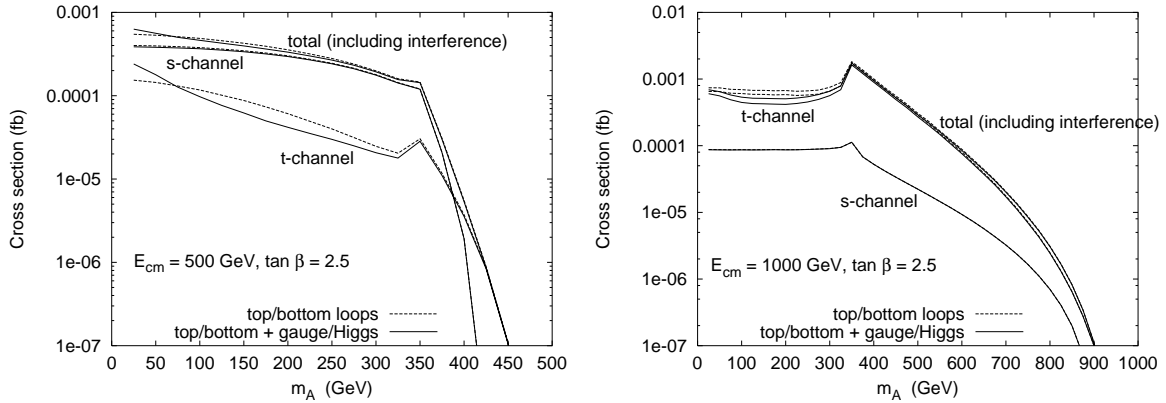 0.001
0.0001
1e-05
1e-06
1e-07
0 50 100 150 200 250 300 350 400 450 500
Cross section (fb)
m_A (GeV)
total (including interference)
s-channel
t-channel
E_cm = 500 GeV, tan β = 2.5
top/bottom loops
top/bottom + gauge/Higgs
0.01
0.001
0.0001
1e-05
1e-06
1e-07
0 100 200 300 400 500 600 700 800 900 1000
Cross section (fb)
m_A (GeV)
t-channel
total (including interference)
s-channel
E_cm = 1000 GeV, tan β = 2.5
top/bottom loops
top/bottom + gauge/Higgs